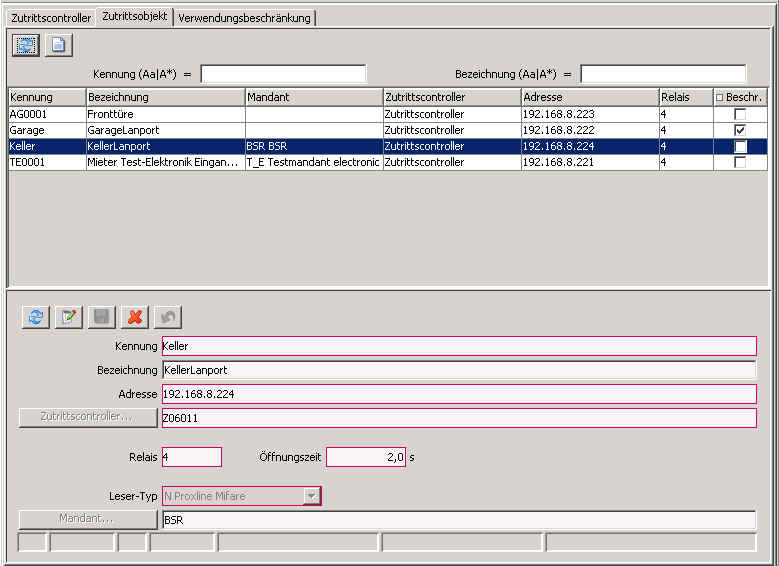 Zutrittscontroller Zutrittsobjekt Verwendungsbeschränkung
Kennung (Aa|A*) = Bezeichnung (Aa|A*) =
Kennung Bezeichnung Mandant Zutrittscontroller Adresse Relais Beschr.
AG0001 Fronttüre Zutrittscontroller 192.168.8.223 4
Garage GarageLanport Zutrittscontroller 192.168.8.222 4
Keller KellerLanport BSR BSR Zutrittscontroller 192.168.8.224 4
TE0001 Mieter Test-Elektronik Eingan... T_E Testmandant electronic Zutrittscontroller 192.168.8.221 4
Kennung Keller
Bezeichnung KellerLanport
Adresse 192.168.8.224
Zutrittscontroller... Z06011
Relais 4 Öffnungszeit 2,0 s
Leser-Typ N Proxline Mifare
Mandant... BSR